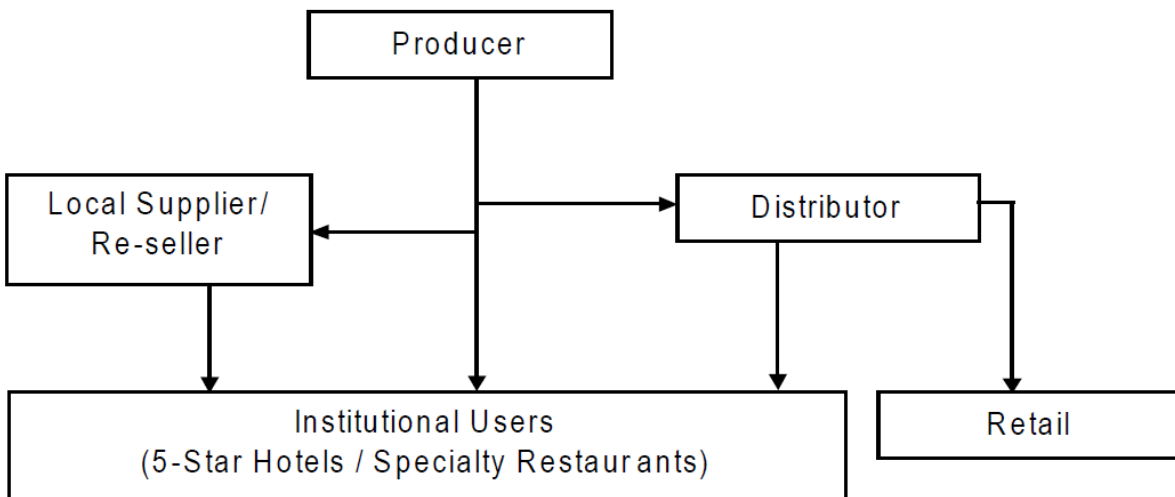 Producer
Local Supplier/
Re-seller
Distributor
Institutional Users
(5-Star Hotels / Specialty Restaurants)
Retail